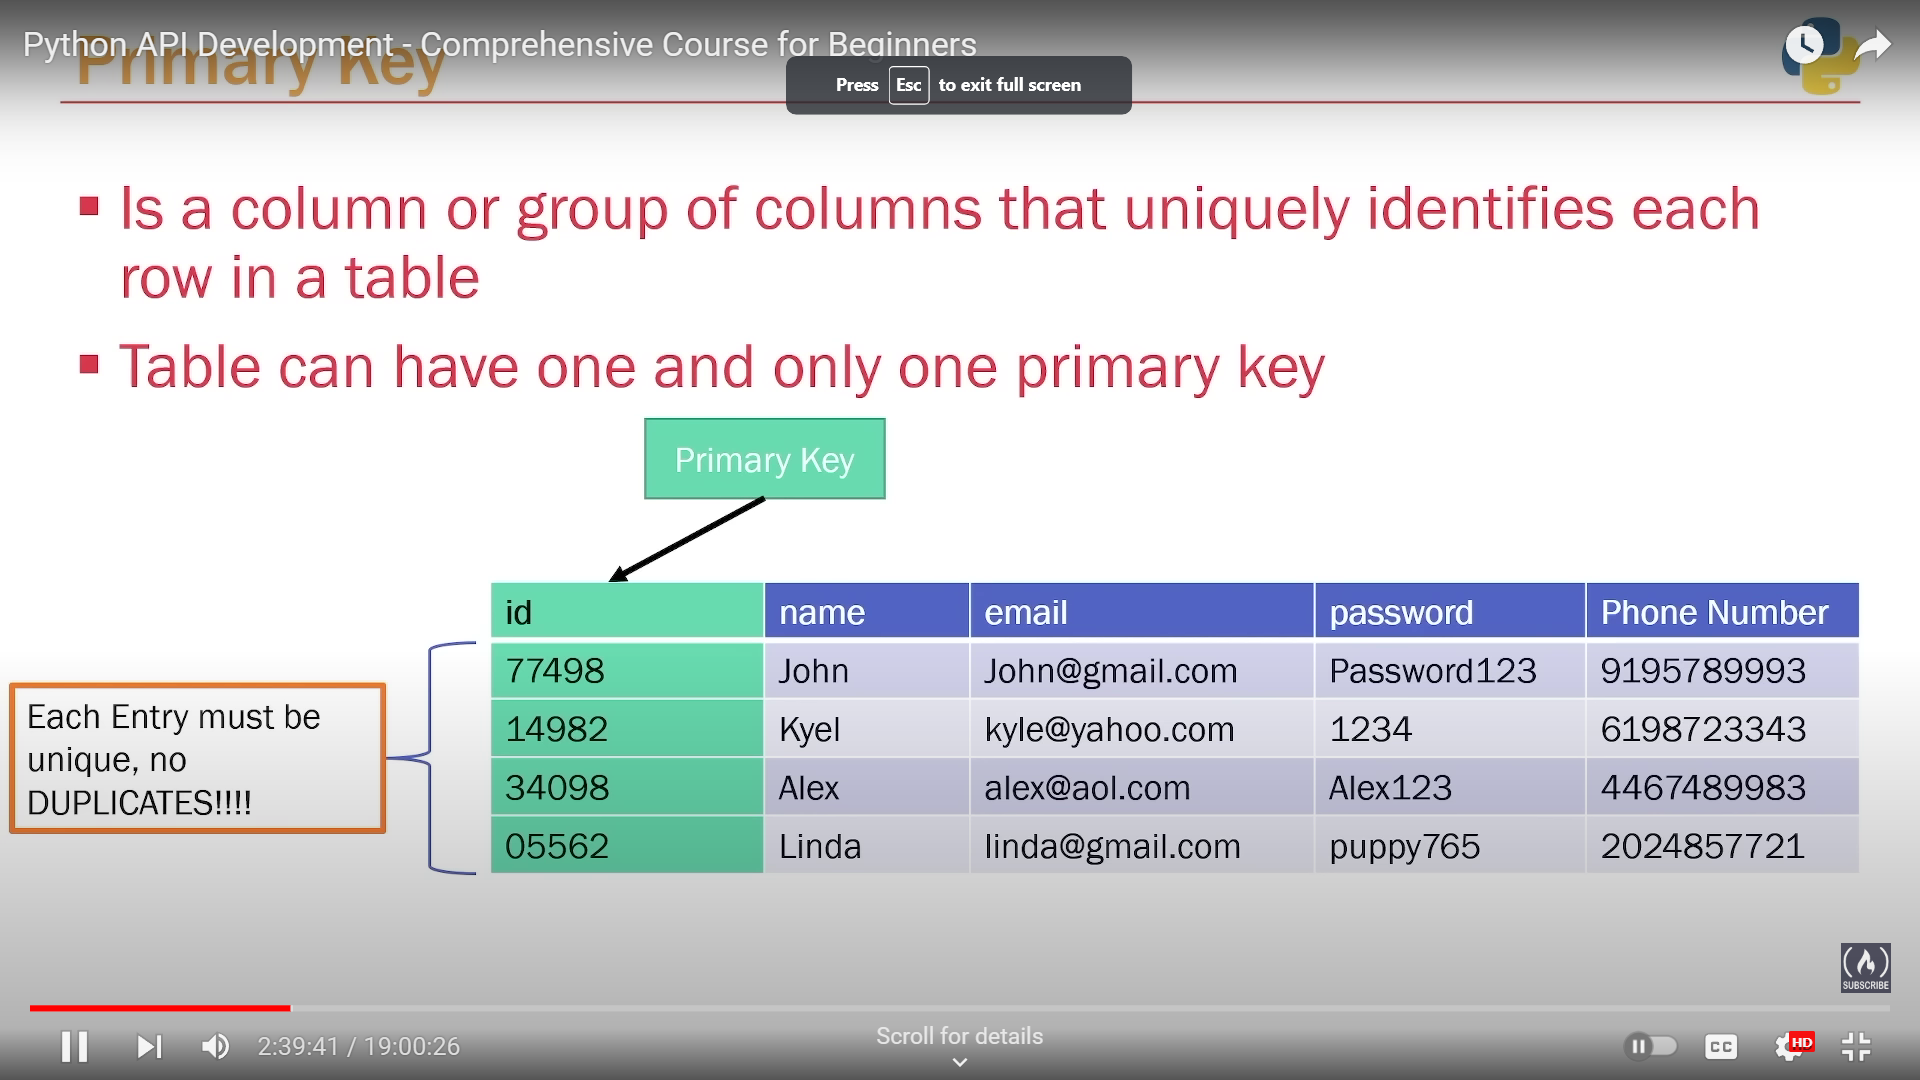 Python API Development - Comprehensive Course for Beginners
Primary Key
Press Esc to exit full screen
Is a column or group of columns that uniquely identifies each
row in a table
Table can have one and only one primary key
Primary Key
id name email password Phone Number
77498 John John@gmail.com Password123 9195789993
14982 Kyel kyle@yahoo.com 1234 6198723343
34098 Alex alex@aol.com Alex123 4467489983
05562 Linda linda@gmail.com puppy765 2024857721
Each Entry must be
unique, no
DUPLICATES!!!!
SUBSCRIBE
2:39:41 / 19:00:26
Scroll for details
CC
HD